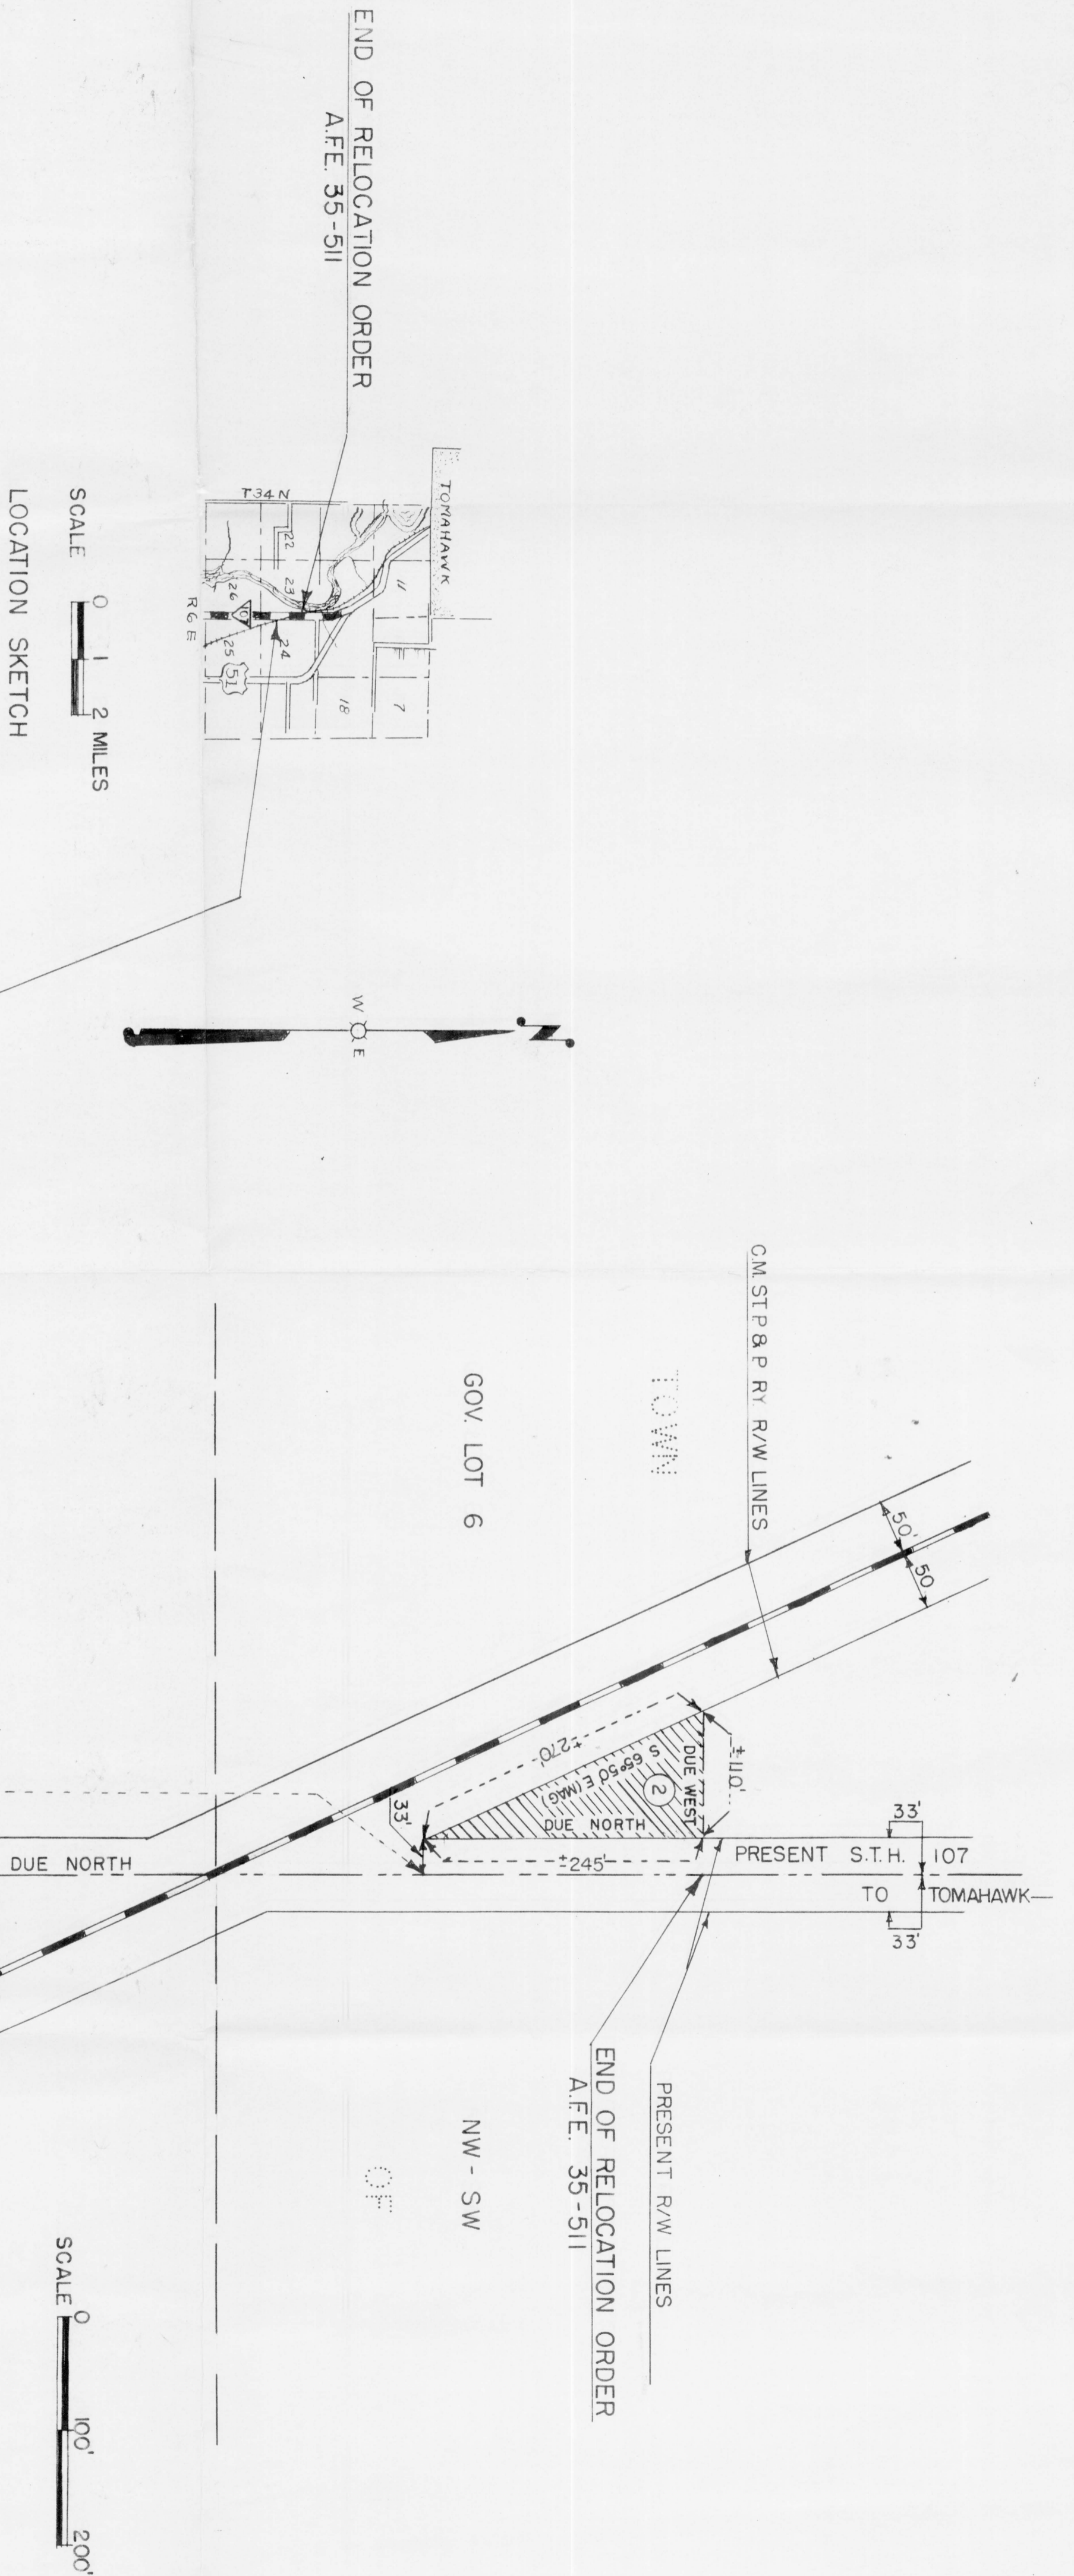 END OF RELOCATION ORDER
A.F.E. 35-511
TOMAHAWK
T34N
22
23
26
11
24
25
18
7
10
51
R6E
SCALE 0 1 2 MILES
LOCATION SKETCH
N
W E
C.M.ST.P.& P. RY. R/W LINES
TOWN
GOV. LOT 6
50'
50
±110'
DUE WEST
2
S 65°50' E (MAG)
±270'
DUE NORTH
±245'
33'
33'
PRESENT S.T.H. 107
TO TOMAHAWK
33'
DUE NORTH
PRESENT R/W LINES
END OF RELOCATION ORDER
A.F.E. 35-511
NW - SW
OF
SCALE 0 100' 200'